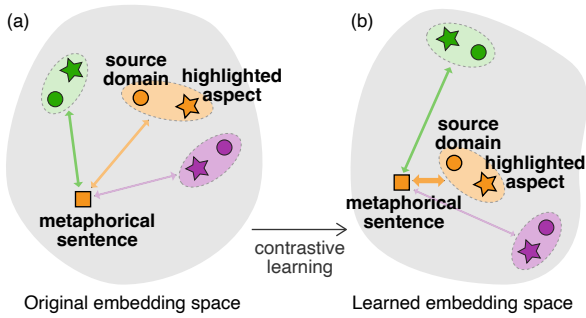 (a)
source
domain
highlighted
aspect
metaphorical
sentence
Original embedding space
contrastive
learning
(b)
source
domain
highlighted
aspect
metaphorical
sentence
Learned embedding space